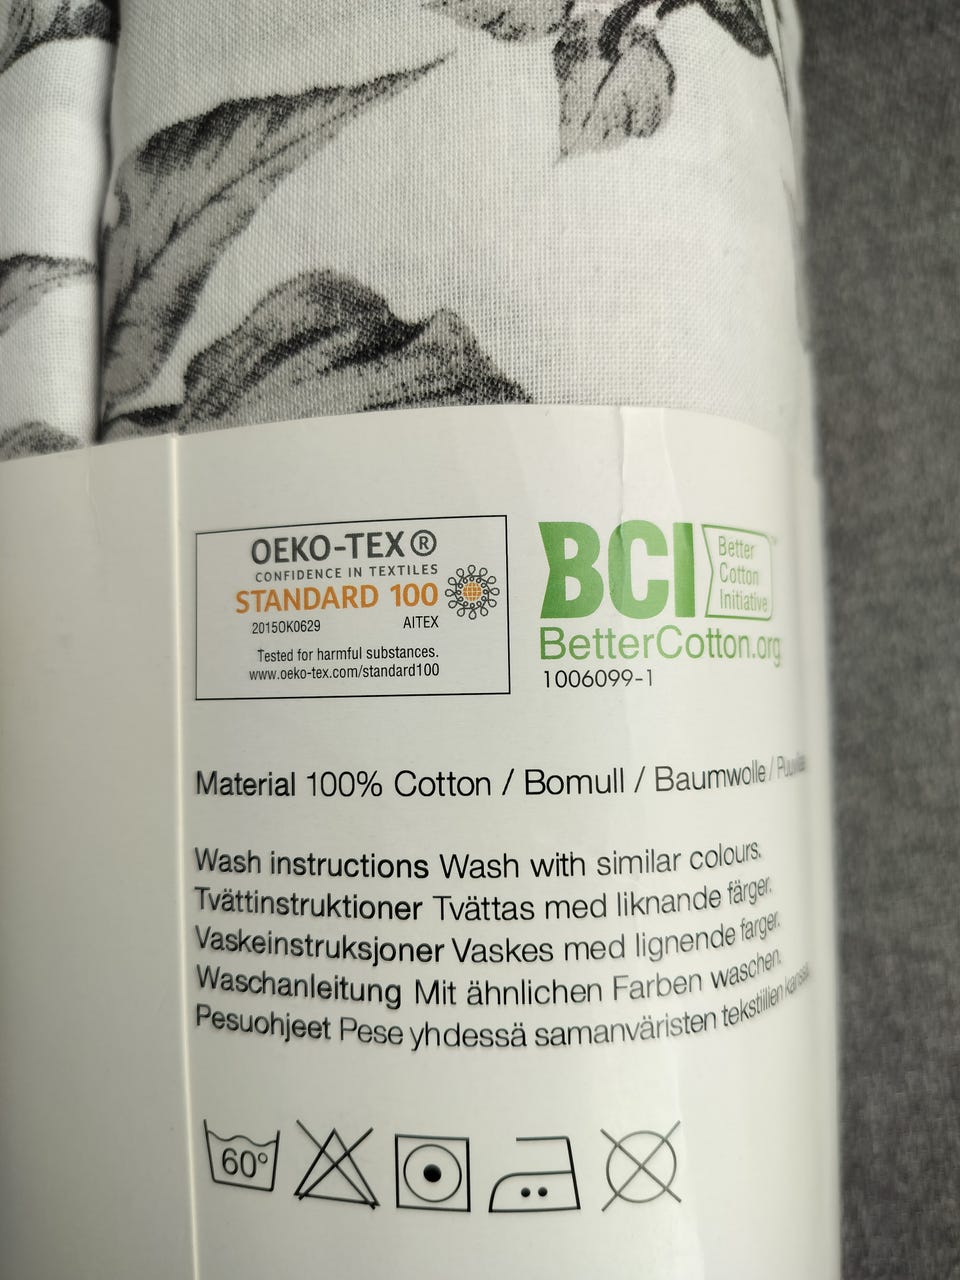 OEKO-TEX®
CONFIDENCE IN TEXTILES
STANDARD 100
2015OK0629 AITEX
Tested for harmful substances.
www.oeko-tex.com/standard100
BCI
Better
Cotton
Initiative™
BetterCotton.org
1006099-1
Material 100% Cotton / Bomull / Baumwolle /
Wash instructions Wash with similar colours.
Tvättinstruktioner Tvättas med liknande färger.
Vaskeinstruksjoner Vaskes med lignende farger.
Waschanleitung Mit ähnlichen Farben waschen.
Pesuohjeet Pese yhdessä samanväristen tekstiilien kanssa.
60°